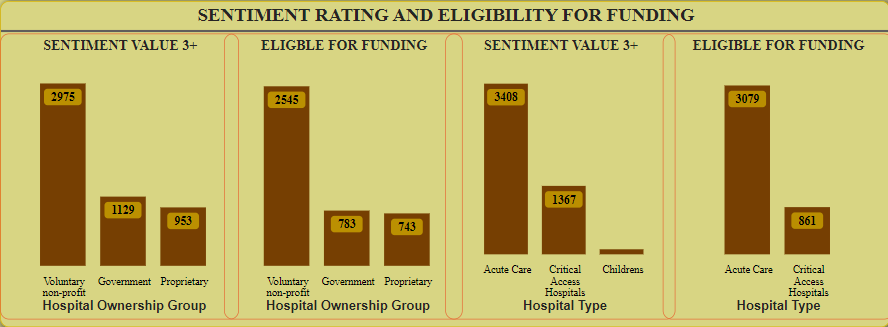 SENTIMENT RATING AND ELIGIBILITY FOR FUNDING
SENTIMENT VALUE 3+
2975
1129
953
Voluntary
non-profit
Government
Proprietary
Hospital Ownership Group
ELIGBLE FOR FUNDING
2545
783
743
Voluntary
non-profit
Government
Proprietary
Hospital Ownership Group
SENTIMENT VALUE 3+
3408
1367
Acute Care
Critical
Access
Hospitals
Childrens
Hospital Type
ELIGIBLE FOR FUNDING
3079
861
Acute Care
Critical
Access
Hospitals
Hospital Type